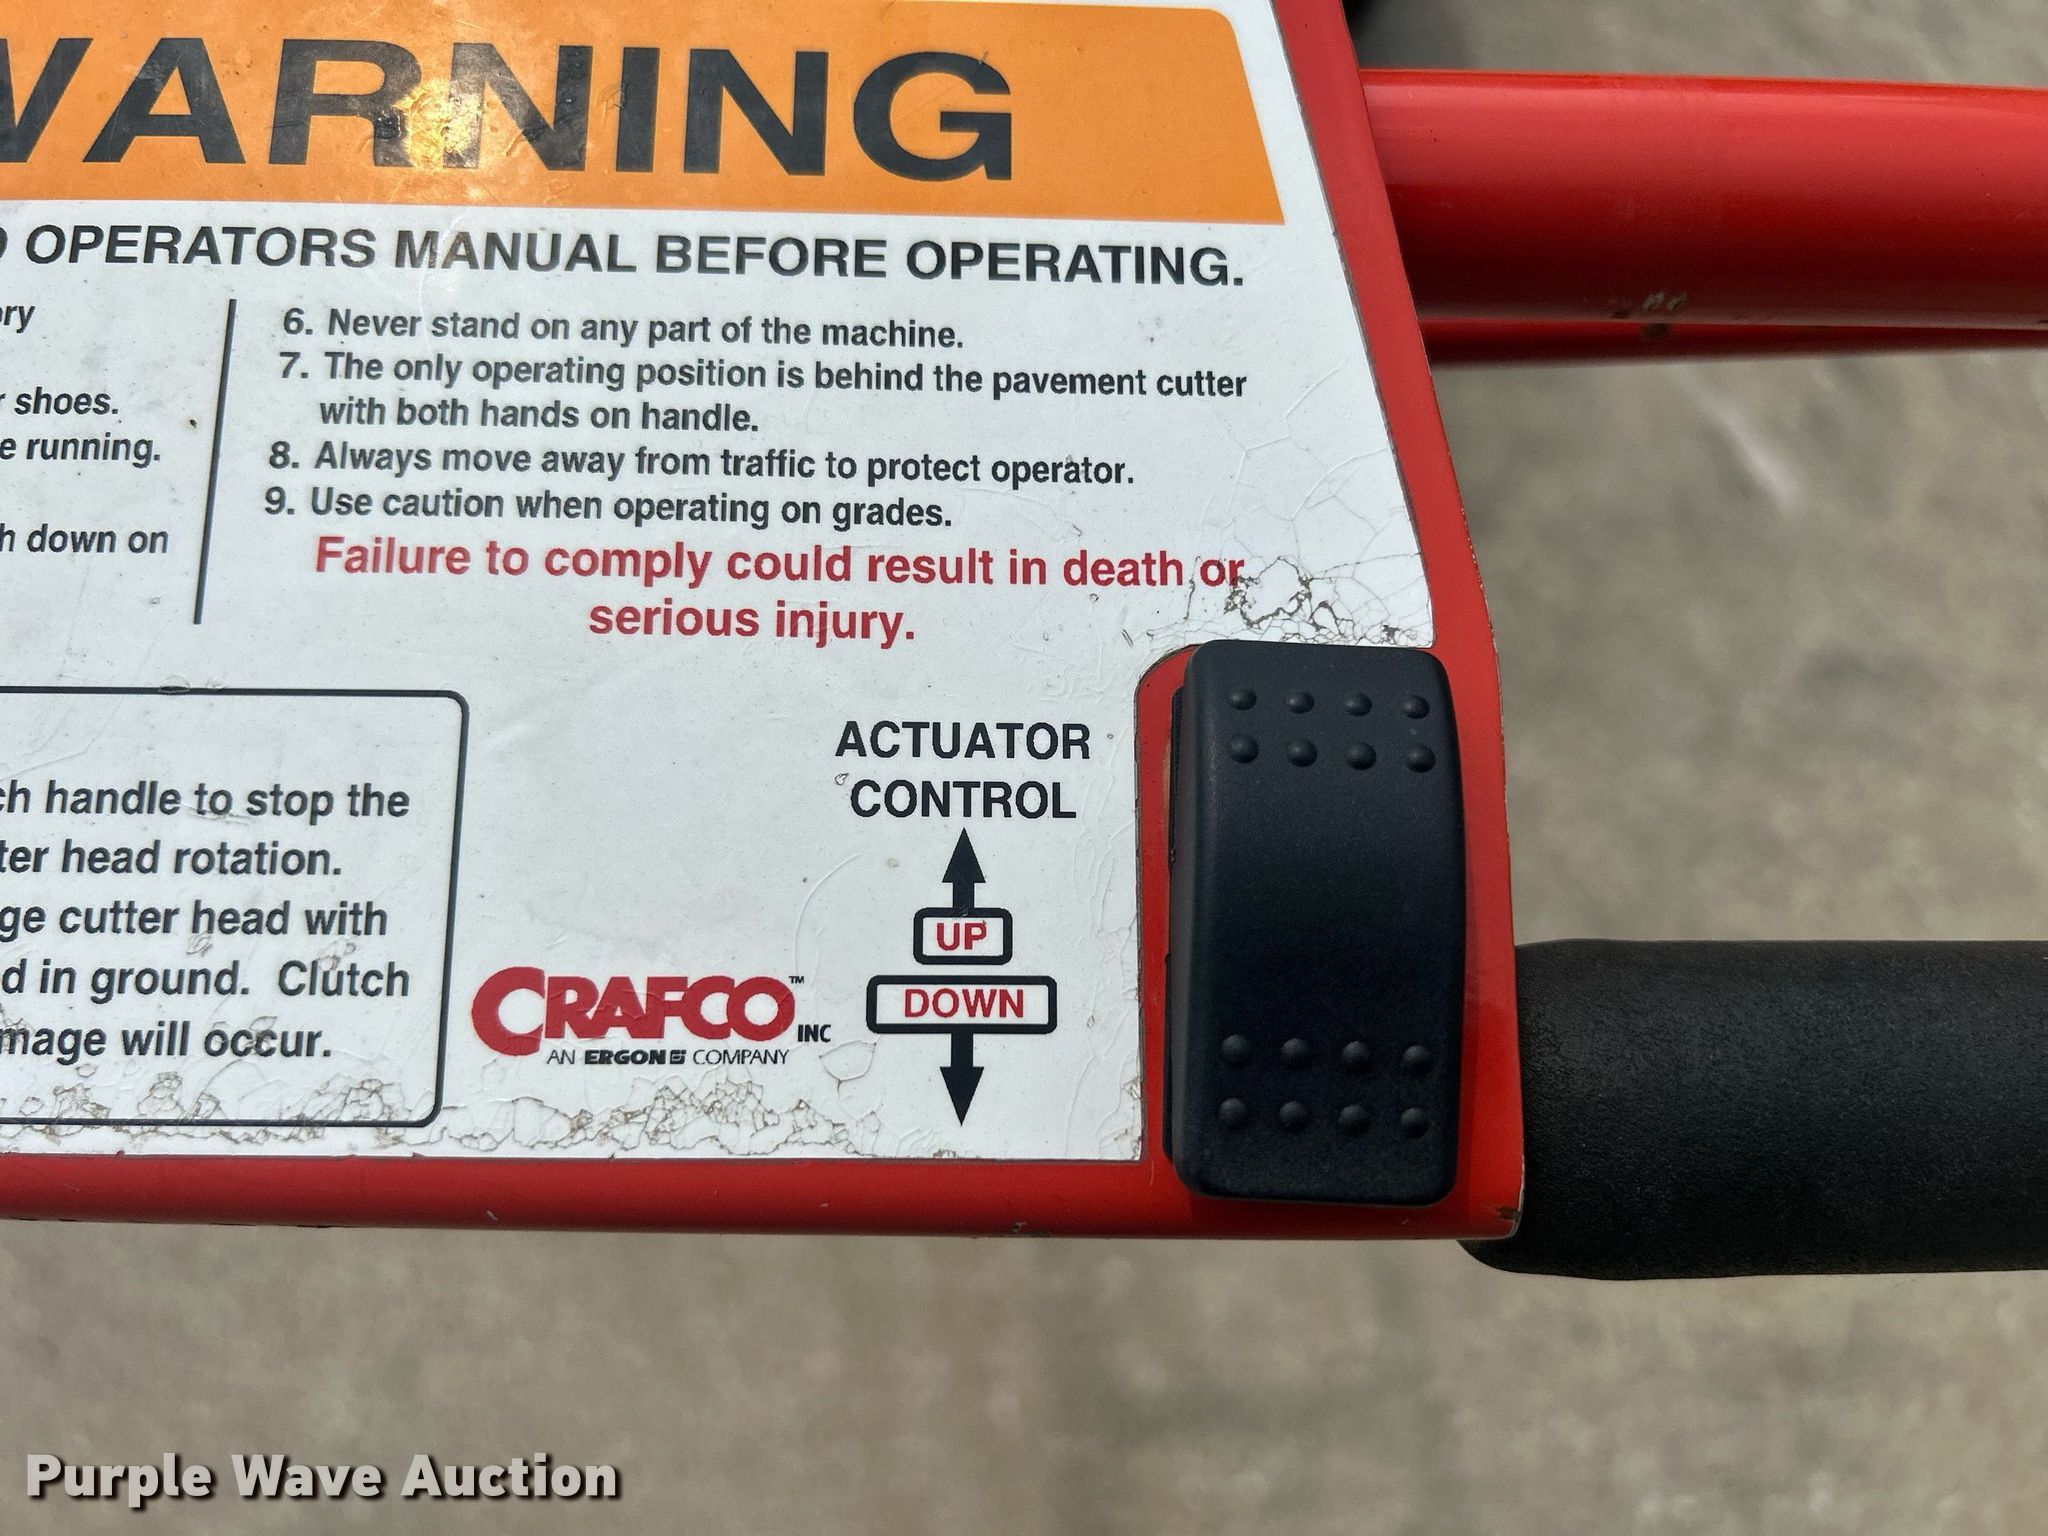 WARNING
OPERATORS MANUAL BEFORE OPERATING.
shoes.
running.
down on
6. Never stand on any part of the machine.
7. The only operating position is behind the pavement cutter
with both hands on handle.
8. Always move away from traffic to protect operator.
9. Use caution when operating on grades.
Failure to comply could result in death or
serious injury.
handle to stop the
head rotation.
cutter head with
in ground. Clutch
will occur.
CRAFCO™ INC
AN ERGON COMPANY
ACTUATOR
CONTROL
UP
DOWN
Purple Wave Auction